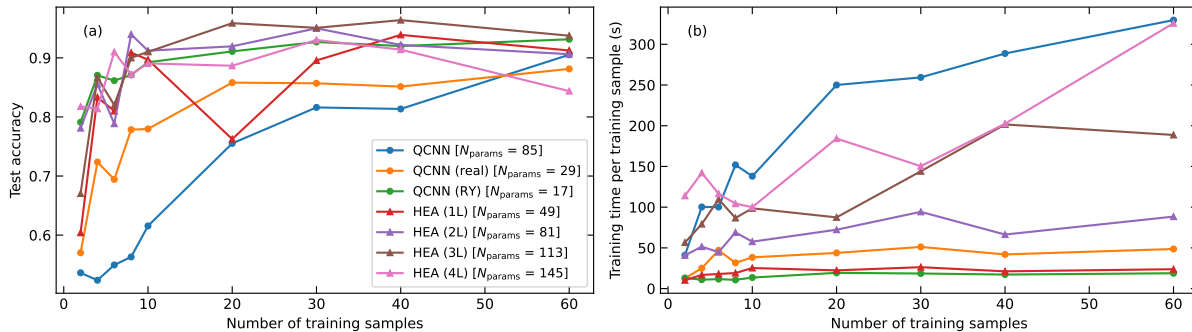 (a)
Test accuracy
0.9
0.8
0.7
0.6
0 10 20 30 40 50 60
Number of training samples
QCNN [N_params = 85]
QCNN (real) [N_params = 29]
QCNN (RY) [N_params = 17]
HEA (1L) [N_params = 49]
HEA (2L) [N_params = 81]
HEA (3L) [N_params = 113]
HEA (4L) [N_params = 145]
(b)
Training time per training sample (s)
300
250
200
150
100
50
0
0 10 20 30 40 50 60
Number of training samples